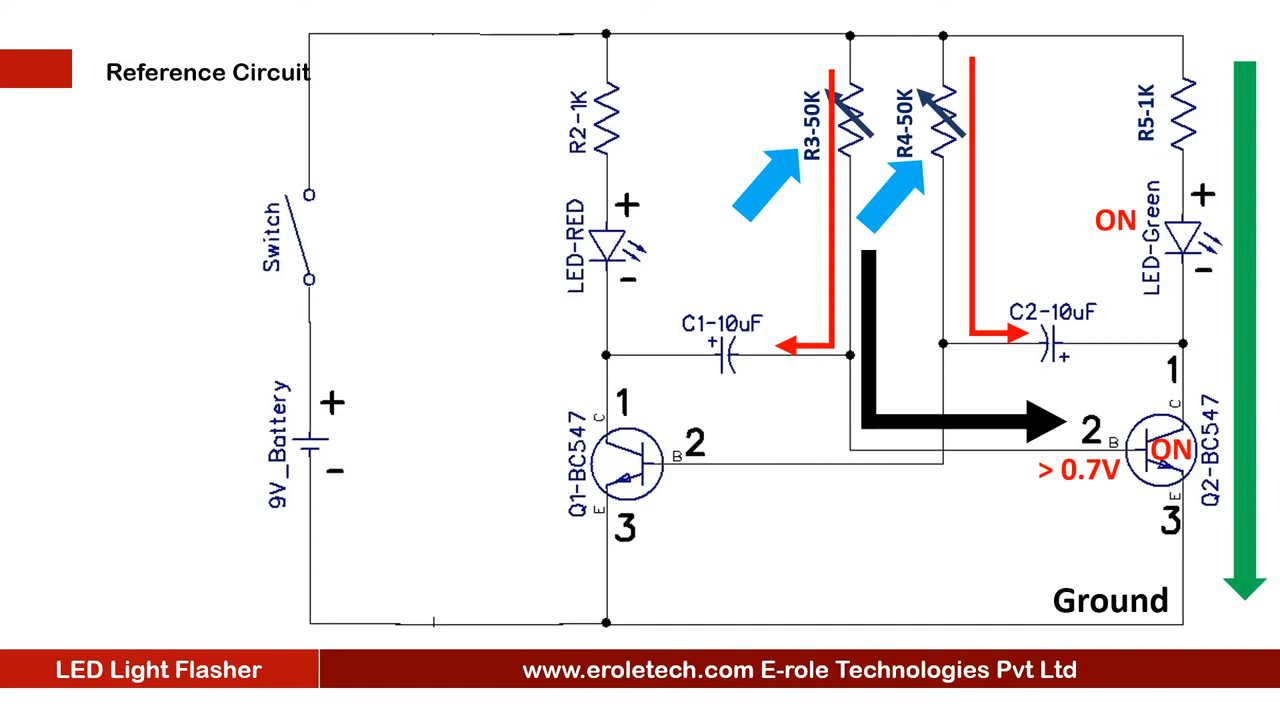 Reference Circuit
R2-1K
R3-50K
R4-50K
R5-1K
Switch
LED-RED
+
-
ON
LED-Green
+
-
C1-10uF
+
C2-10uF
+
9V_Battery
+
-
1
C
2
B
Q1-BC547
E
3
1
C
2
B
> 0.7V
ON
Q2-BC547
E
3
Ground
LED Light Flasher
www.eroletech.com E-role Technologies Pvt Ltd